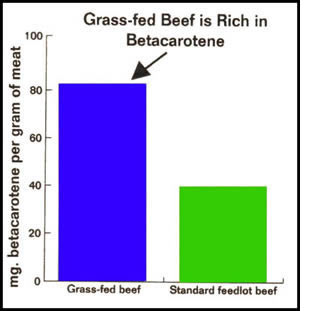 Grass-fed Beef is Rich in
Betacarotene
mg. betacarotene per gram of meat
100
80
60
40
20
0
Grass-fed beef
Standard feedlot beef